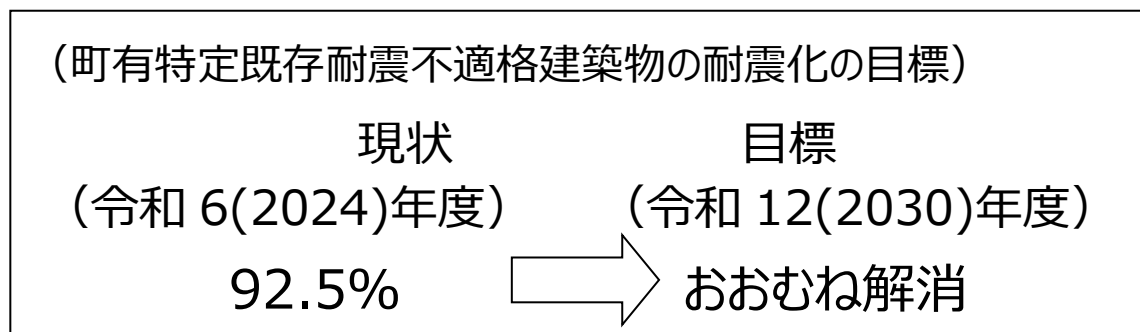 （町有特定既存耐震不適格建築物の耐震化の目標）
現状 目標
（令和 6(2024)年度） （令和 12(2030)年度）
92.5% おおむね解消